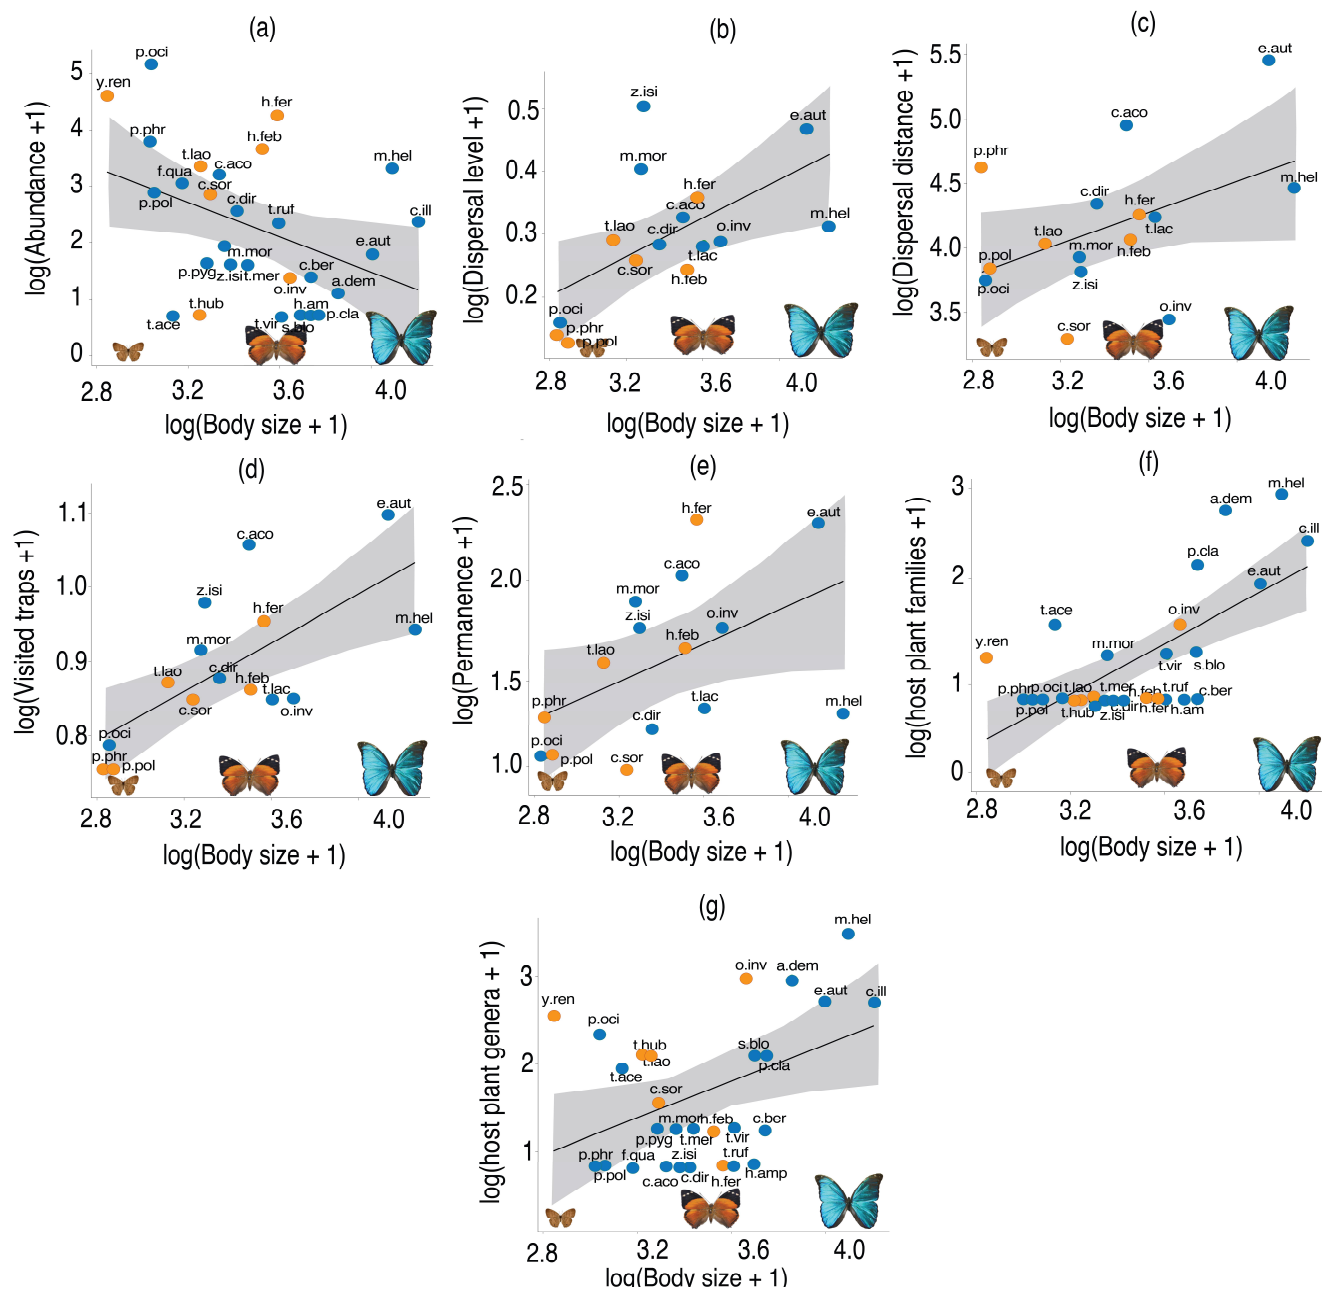 (a)
p.oci
y.ren
h.fer
p.phr
h.feb
t.lao
c.aco
m.hel
f.qua
c.sor
p.pol
c.dir
t.ruf
c.ill
m.mor
e.aut
p.pyg
z.isi
t.mer
c.ber
o.inv
a.dem
t.ace
t.hub
t.vir
h.am
s.blo
p.cla
5
4
3
2
1
0
log(Abundance +1)
2.8 3.2 3.6 4.0
log(Body size + 1)
(b)
z.isi
e.aut
m.mor
h.fer
c.aco
t.lao
c.dir
o.inv
m.hel
c.sor
t.lac
h.feb
p.oci
p.phr
p.pol
0.5
0.4
0.3
0.2
log(Dispersal level +1)
2.8 3.2 3.6 4.0
log(Body size + 1)
(c)
e.aut
c.aco
p.phr
m.hel
c.dir
h.fer
t.lao
t.lac
m.mor
h.feb
p.pol
z.isi
p.oci
o.inv
c.sor
5.5
5.0
4.5
4.0
3.5
log(Dispersal distance +1)
2.8 3.2 3.6 4.0
log(Body size + 1)
(d)
e.aut
c.aco
z.isi
h.fer
m.hel
m.mor
t.lao
c.dir
h.feb
t.lac
c.sor
o.inv
p.oci
p.phr
p.pol
1.1
1.0
0.9
0.8
log(Visited traps +1)
2.8 3.2 3.6 4.0
log(Body size + 1)
(e)
h.fer
e.aut
c.aco
m.mor
z.isi
o.inv
t.lao
h.feb
p.phr
t.lac
m.hel
c.dir
p.oci
p.pol
c.sor
2.5
2.0
1.5
1.0
log(Permanence +1)
2.8 3.2 3.6 4.0
log(Body size + 1)
(f)
m.hel
a.dem
c.ill
p.cla
e.aut
t.ace
o.inv
y.ren
m.mor
t.vir
s.blo
p.phr
p.oci
t.lao
t.mer
h.feb
t.ruf
c.ber
p.pol
t.hub
z.isi
c.dir
h.fer
h.am
3
2
1
0
log(host plant families +1)
2.8 3.2 3.6 4.0
log(Body size + 1)
(g)
m.hel
o.inv
a.dem
y.ren
e.aut
c.ill
p.oci
t.hub
t.lao
s.blo
t.ace
p.cla
c.sor
m.mor
h.feb
c.ber
p.pyg
t.mer
t.vir
p.phr
f.qua
z.isi
t.ruf
p.pol
c.aco
c.dir
h.fer
h.amp
3
2
1
log(host plant genera + 1)
2.8 3.2 3.6 4.0
log(Body size + 1)